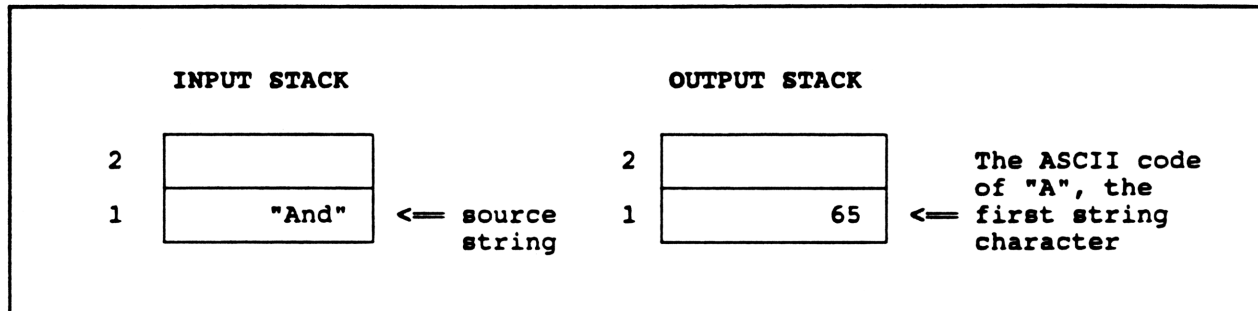 INPUT STACK
OUTPUT STACK
2
2
The ASCII code
of "A", the
1
"And"
<== source
string
1
65
<== first string
character